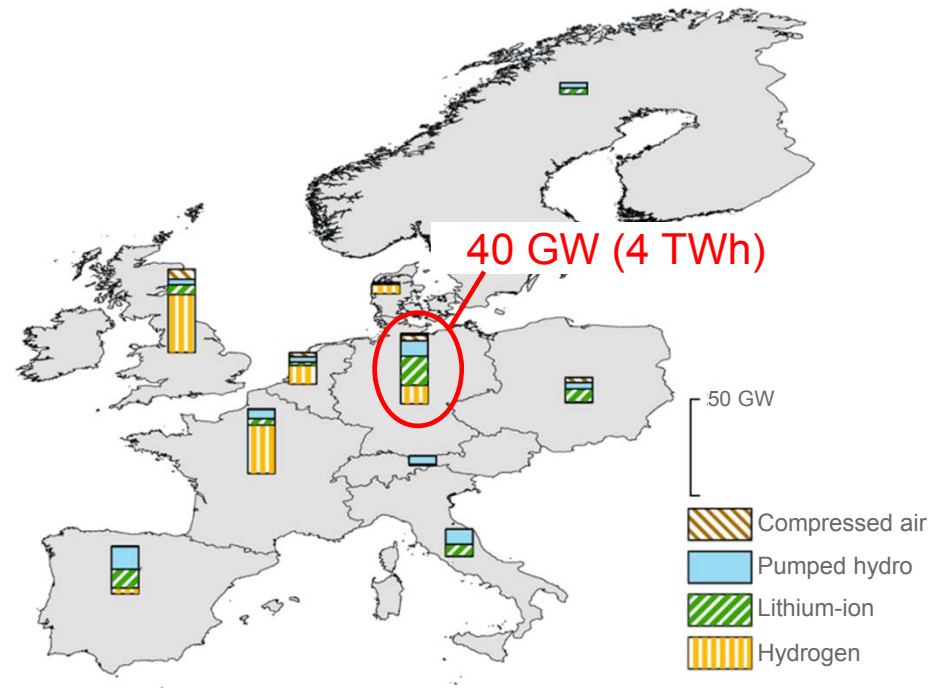 40 GW (4 TWh)
50 GW
Compressed air
Pumped hydro
Lithium-ion
Hydrogen